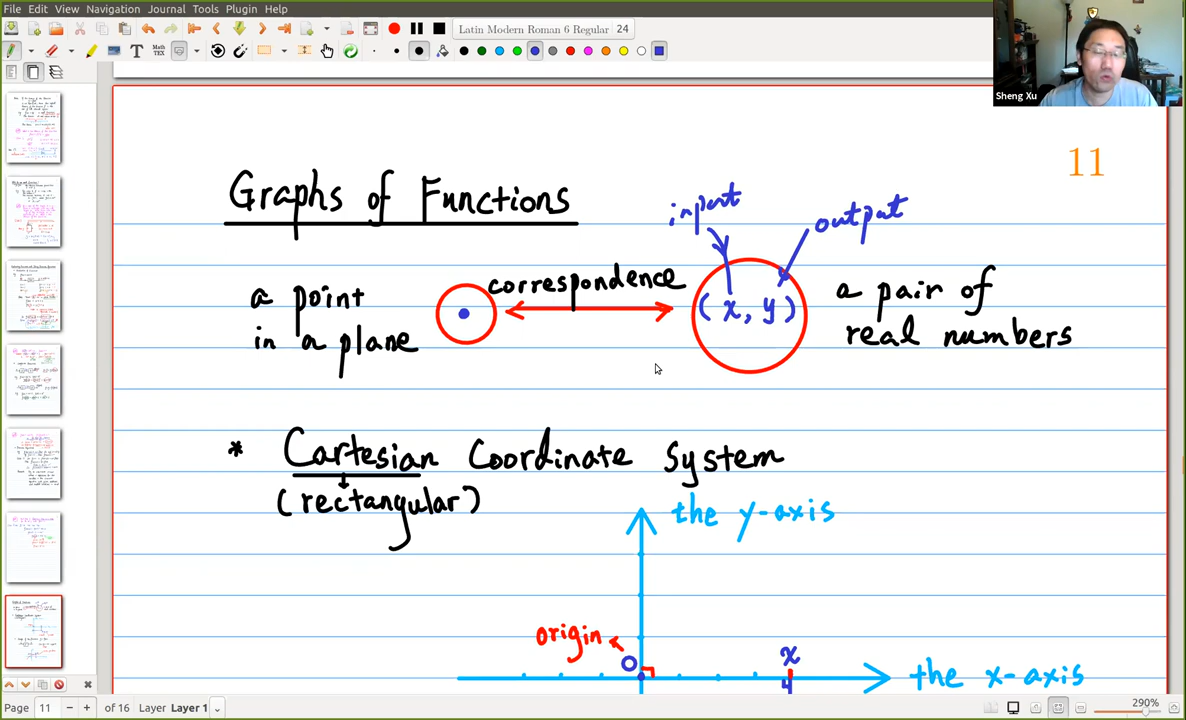 File Edit View Navigation Journal Tools Plugin Help
Latin Modern Roman 6 Regular 24
Sheng Xu
11
Graphs of Functions
input
output
a point
in a plane
correspondence
(x, y)
a pair of
real numbers
* Cartesian Coordinate System
(rectangular)
the y-axis
origin
O
x
4
the x-axis
Page 11 of 16 Layer Layer 1
290%